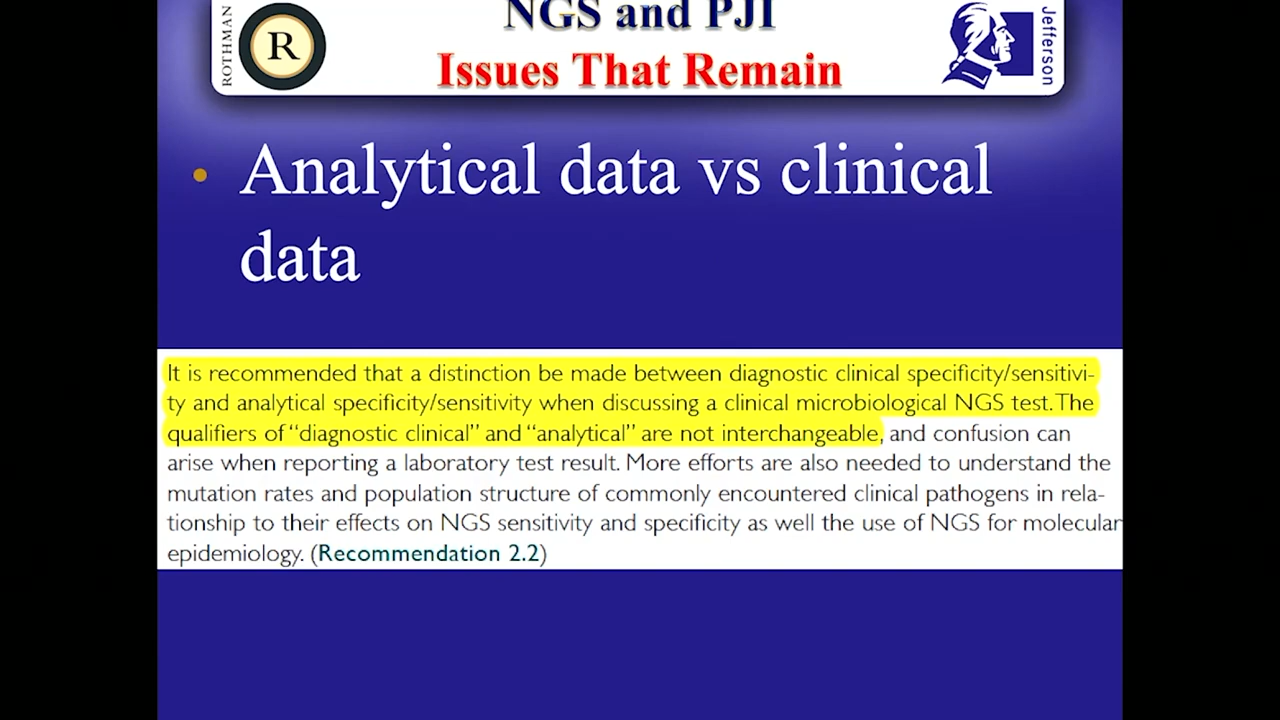 NGS and PJI
Issues That Remain
ROTHMAN
R
Jefferson
• Analytical data vs clinical
data
It is recommended that a distinction be made between diagnostic clinical specificity/sensitivi-
ty and analytical specificity/sensitivity when discussing a clinical microbiological NGS test. The
qualifiers of “diagnostic clinical” and “analytical” are not interchangeable, and confusion can
arise when reporting a laboratory test result. More efforts are also needed to understand the
mutation rates and population structure of commonly encountered clinical pathogens in rela-
tionship to their effects on NGS sensitivity and specificity as well the use of NGS for molecular
epidemiology. (Recommendation 2.2)